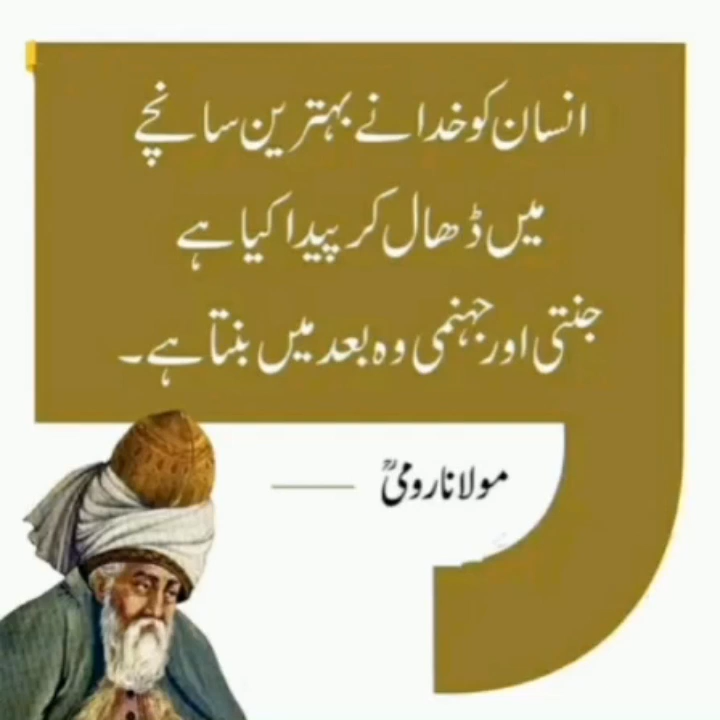 انسان کو خدا نے بہترین سانچے
میں ڈھال کر پیدا کیا ہے
جنتی اور جہنمی وہ بعد میں بنتا ہے۔
مولانا رومیؒ